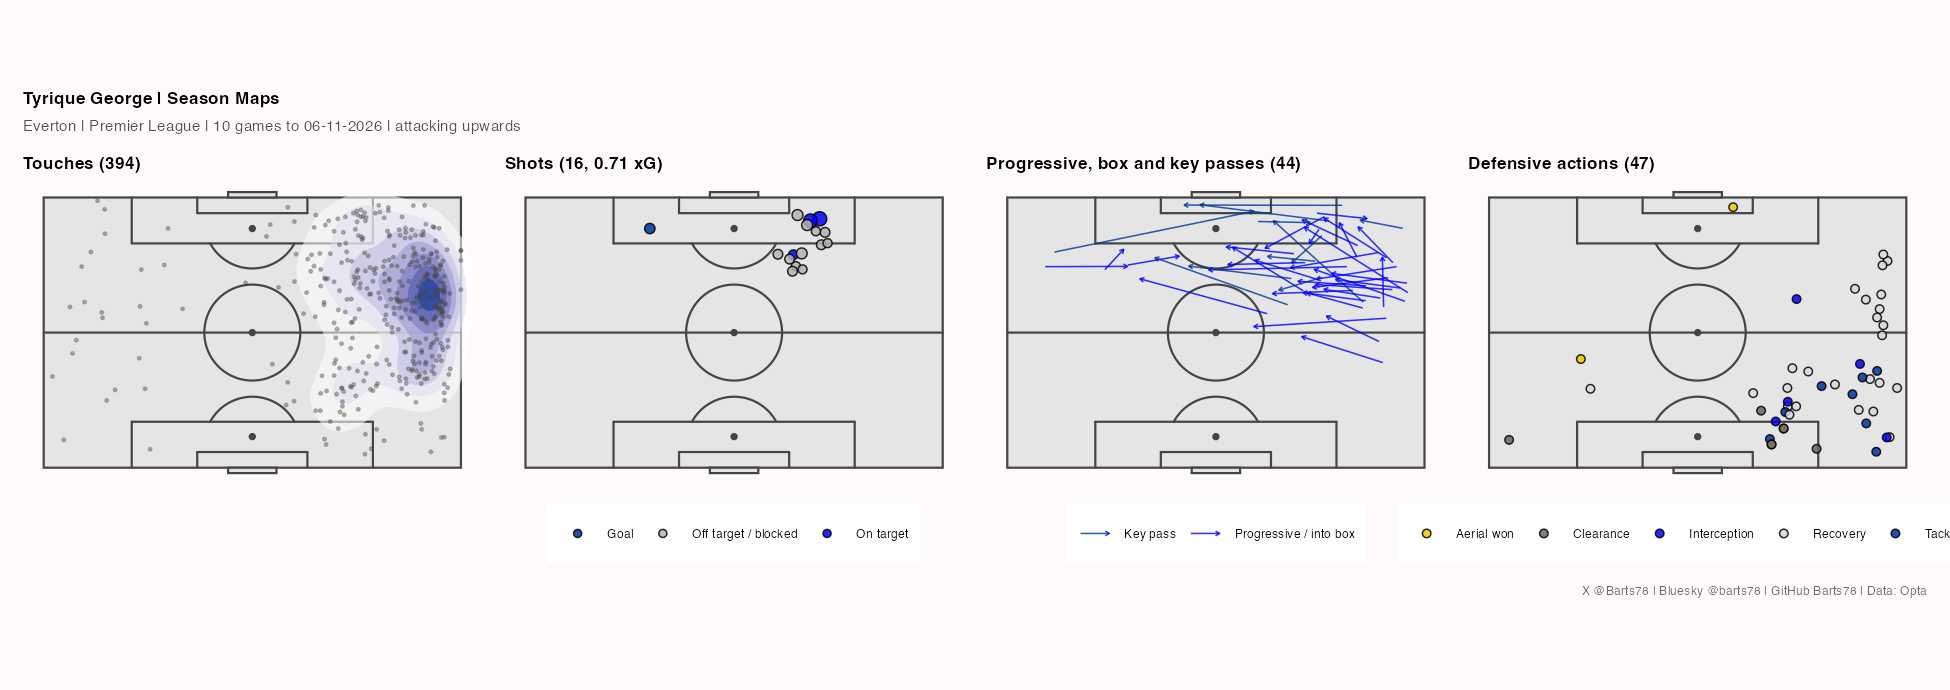 Tyrique George | Season Maps
Everton | Premier League | 10 games to 06-11-2026 | attacking upwards
Touches (394)
Shots (16, 0.71 xG)
Progressive, box and key passes (44)
Defensive actions (47)
Goal
Off target / blocked
On target
Key pass
Progressive / into box
Aerial won
Clearance
Interception
Recovery
Tack
X @Barts78 | Bluesky @barts78 | GitHub Barts78 | Data: Opta